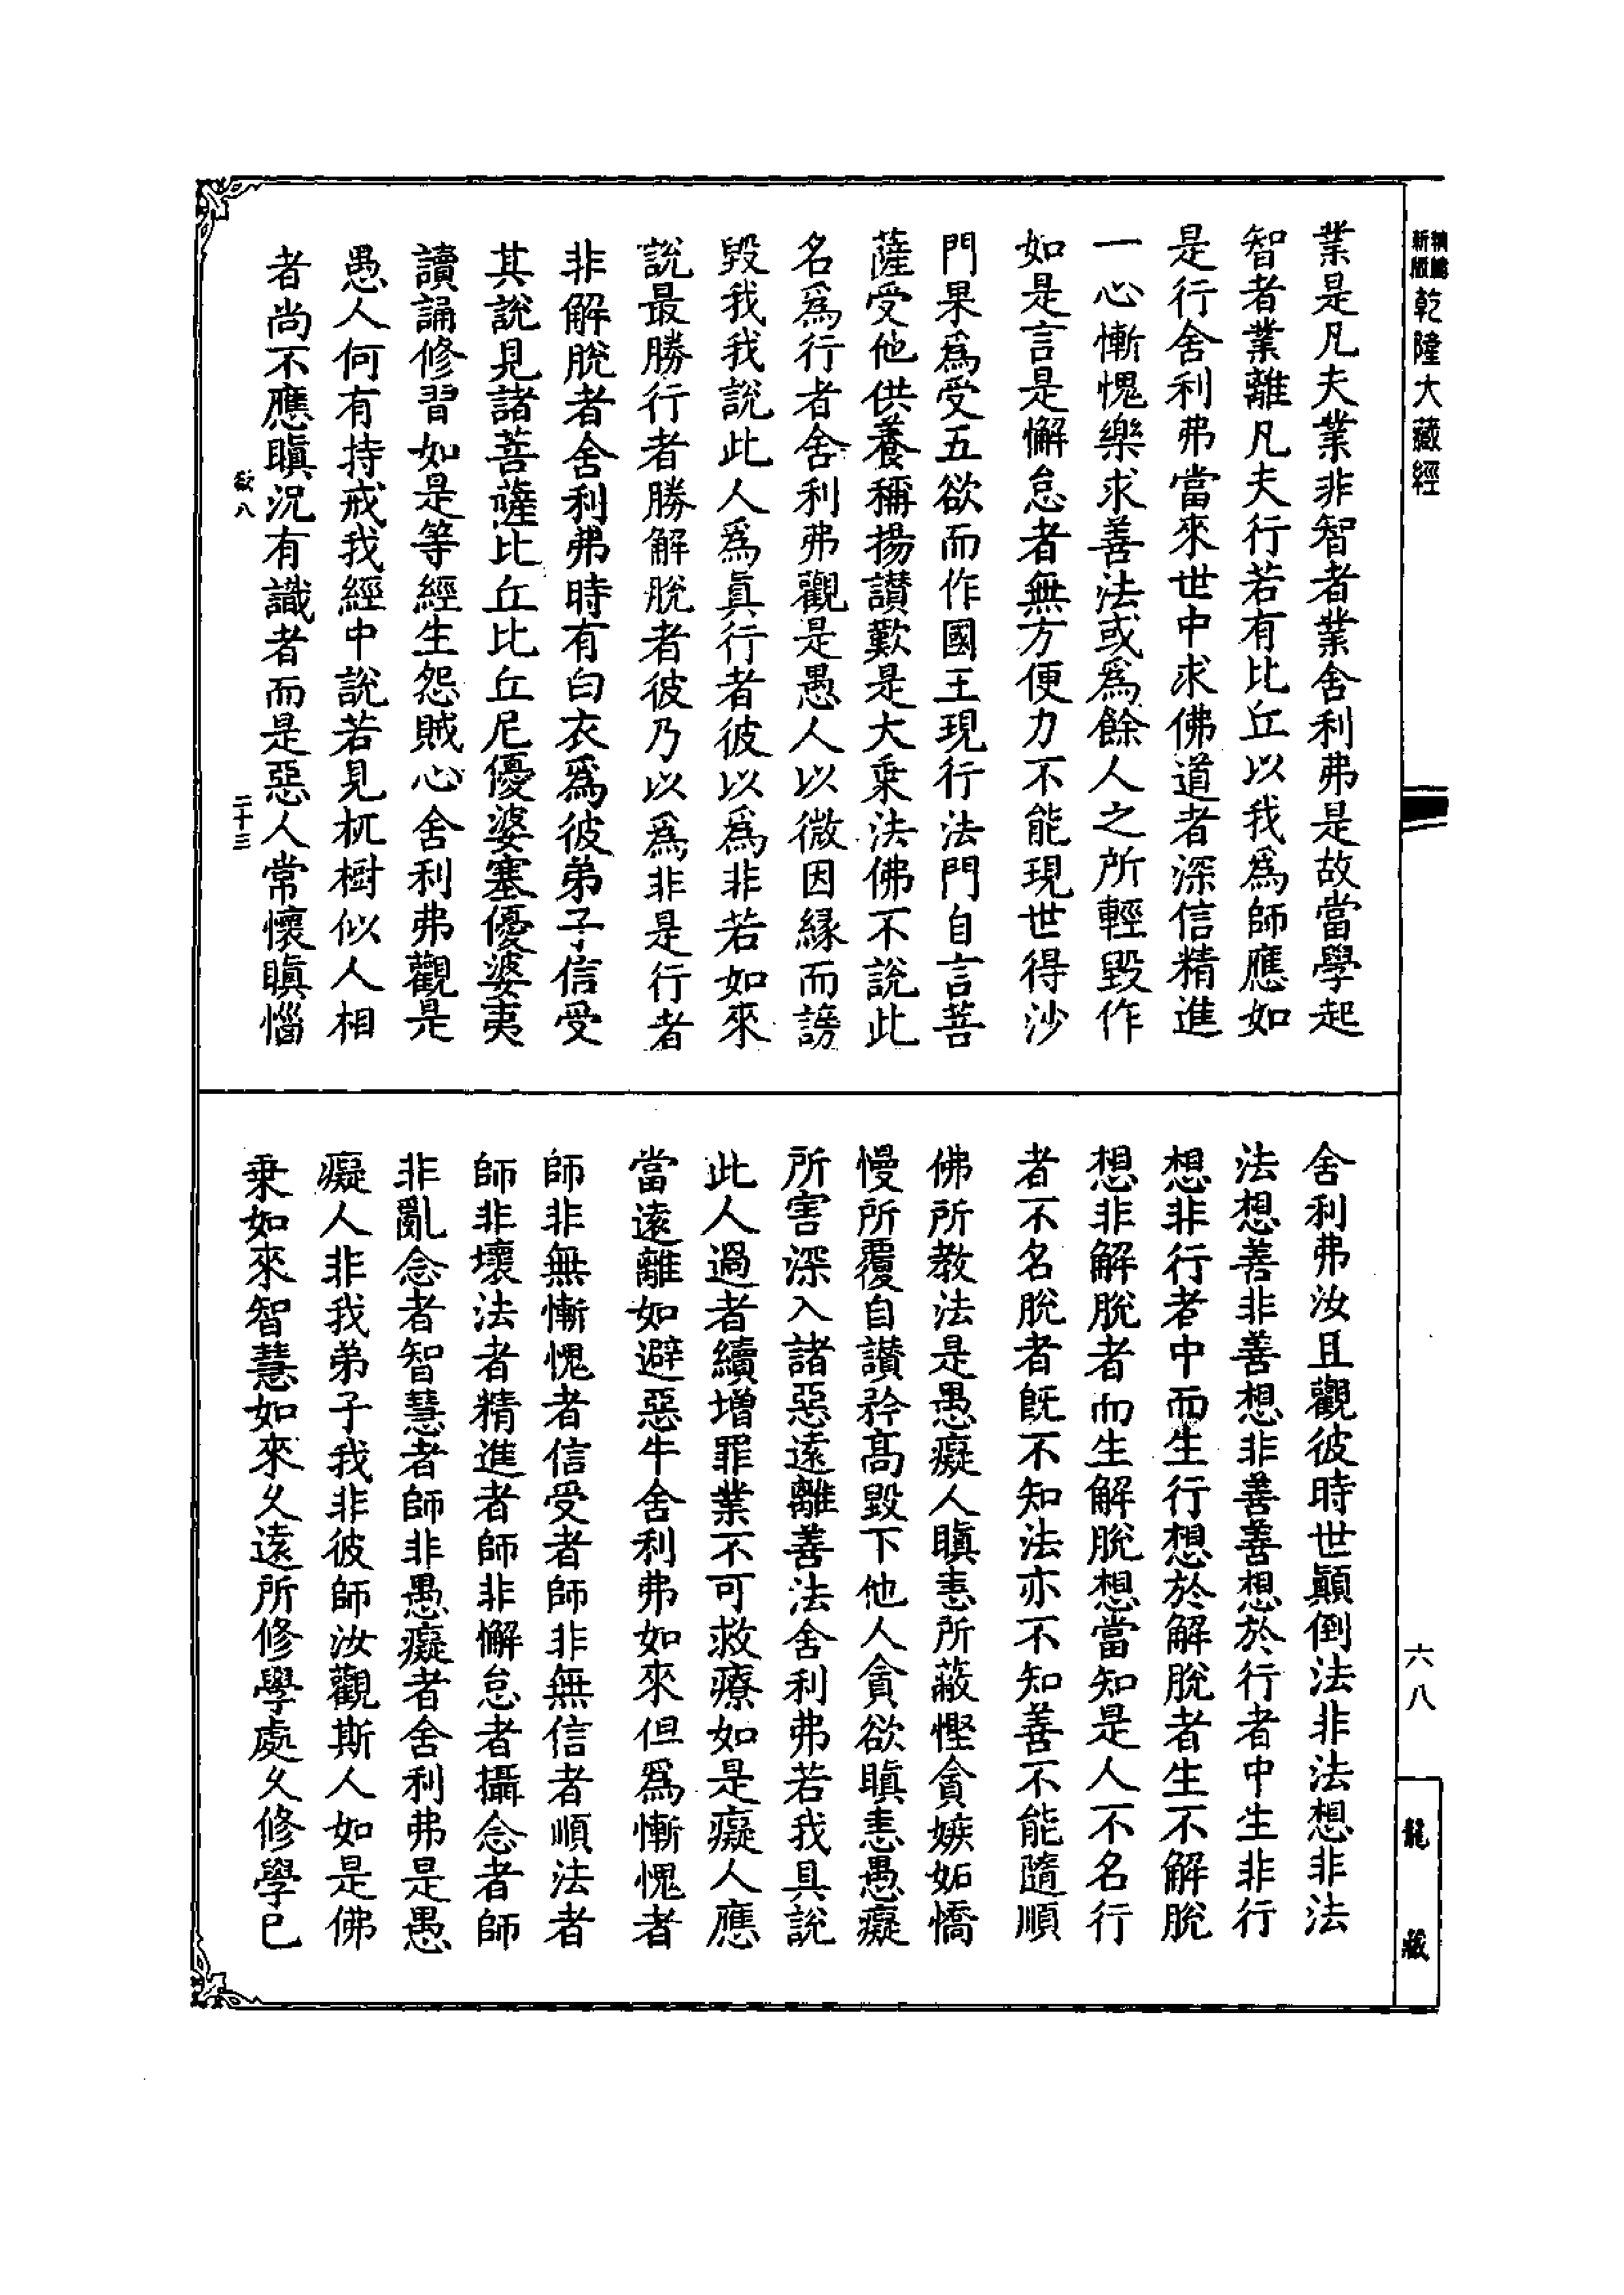 新版
乾隆大藏經
業是凡夫業非智者業舍利弗是故當學起
智者業離凡夫行若有比丘以我爲師應如
是行舍利弗當來世中求佛道者深信精進
一心慚愧樂求善法或爲餘人之所輕毀作
如是言是懈怠者無方便力不能現世得沙
門果爲受五欲而作國王現行法門自言菩
薩受他供養稱揚讃歎是大乗法佛不説此
名爲行者舍利弗觀是愚人以微因緣而謗
毀我我説此人爲眞行者彼以爲非若如來
説最勝行者勝解脫者彼乃以爲非是行者
非解脫者舍利弗時有白衣爲彼弟子信受
其說見諸菩薩比丘比丘尼優婆塞優婆夷
讀誦修習如是等經生怨賊心舍利弗觀是
愚人何有持戒我經中說若見杌樹似人相
者尚不應瞋况有識者而是惡人常懷瞋惱
二十三
舍利弗汝且觀彼時世顚倒法非法想非法
法想善非善想非善善想於行者中生非行
想非行者中而生行想於解脫者生不解脫
想非解脫者而生解脫想當知是人不名行
者不名脫者旣不知法亦不知善不能隨順
佛所教法是愚癡人瞋恚所蔽慳貪嫉妬憍
慢所覆自讃矜高毀下他人貪欲瞋恚愚癡
所害深入諸惡遠離善法舍利弗若我具說
此人過者續增罪業不可救療如是癡人應
當遠離如避惡牛舍利弗如來但爲慚愧者
師非無慚愧者信受者師非無信者順法者
師非壞法者精進者師非懈怠者攝念者師
非亂念者智慧者師非愚癡者舍利弗是愚
癡人非我弟子我非彼師汝觀斯人如是佛
乗如來智慧如來久遠所修學處久修學已
六八
龍藏